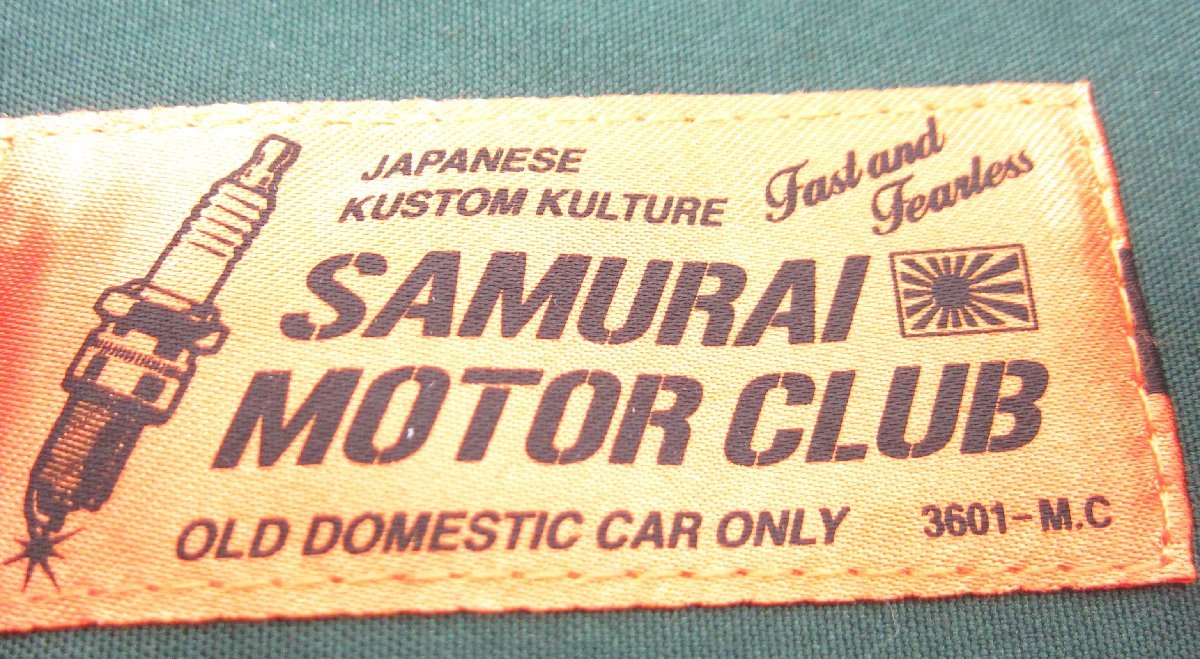 JAPANESE
KUSTOM KULTURE
Fast and
Fearless
SAMURAI
MOTOR CLUB
OLD DOMESTIC CAR ONLY
3601-M.C